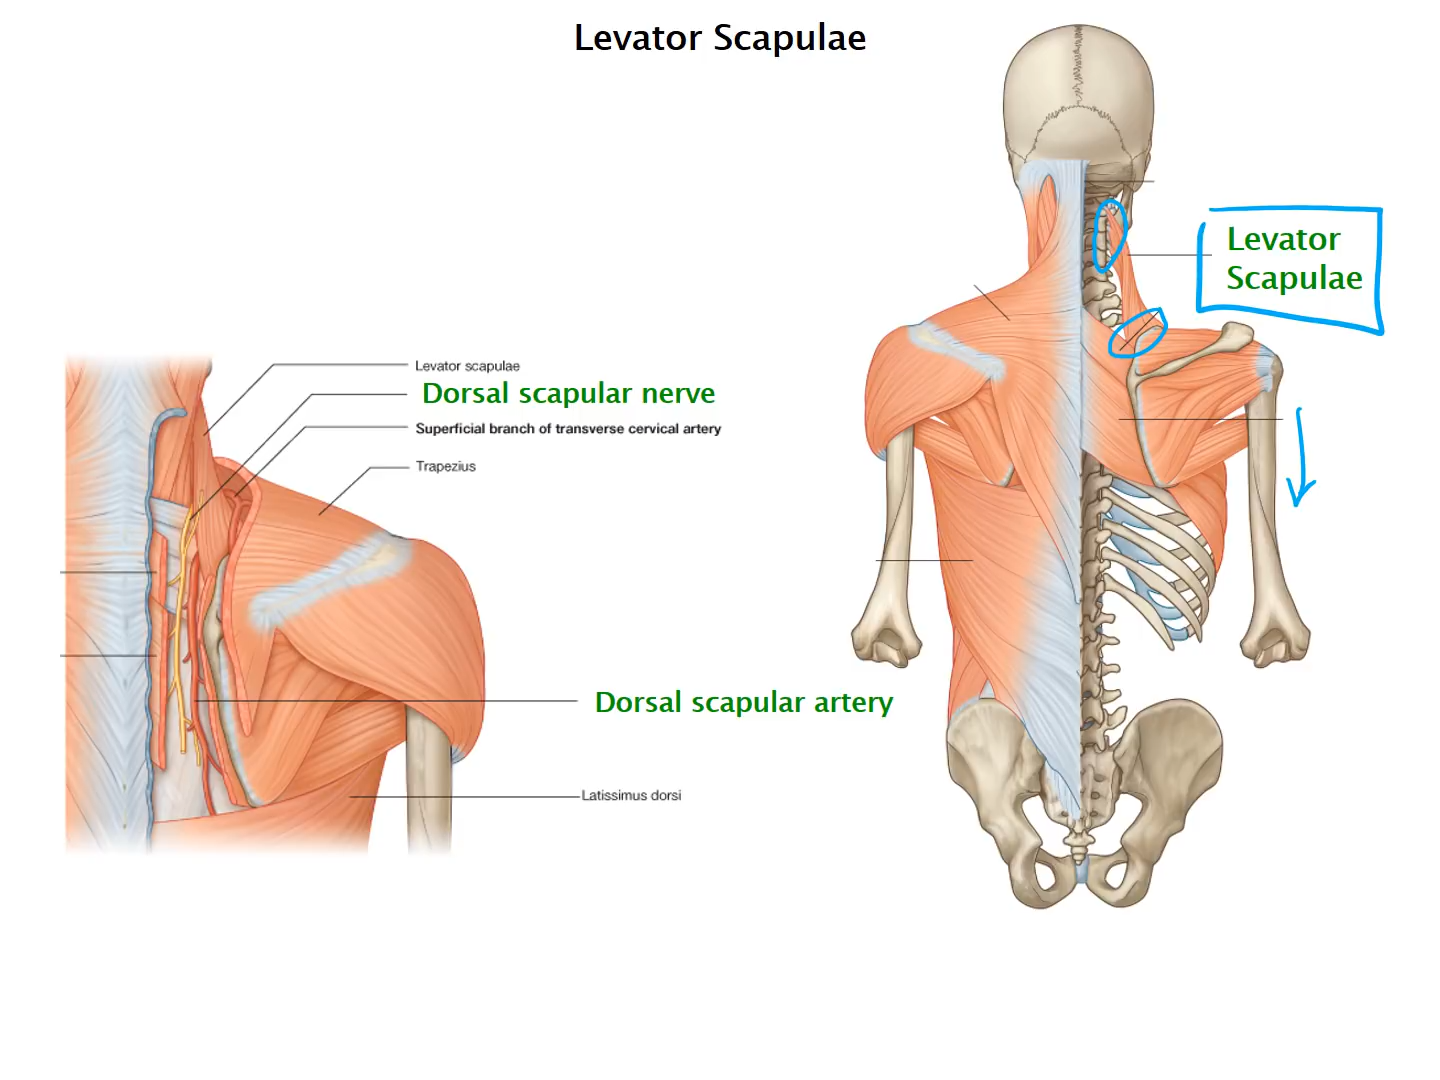 Levator Scapulae
Levator
Scapulae
Levator scapulae
Dorsal scapular nerve
Superficial branch of transverse cervical artery
Trapezius
Dorsal scapular artery
Latissimus dorsi